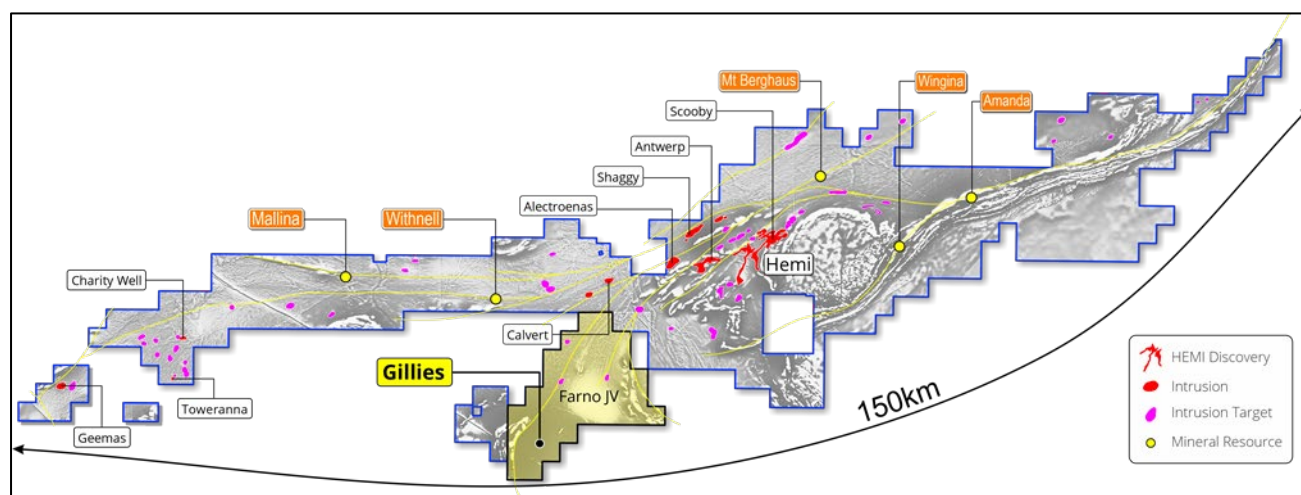 Mt Berghaus
Wingina
Scooby
Amanda
Antwerp
Shaggy
Alectroenas
Mallina
Withnell
Hemi
Charity Well
Calvert
Gillies
Farno JV
Toweranna
Geemas
150km
HEMI Discovery
Intrusion
Intrusion Target
Mineral Resource